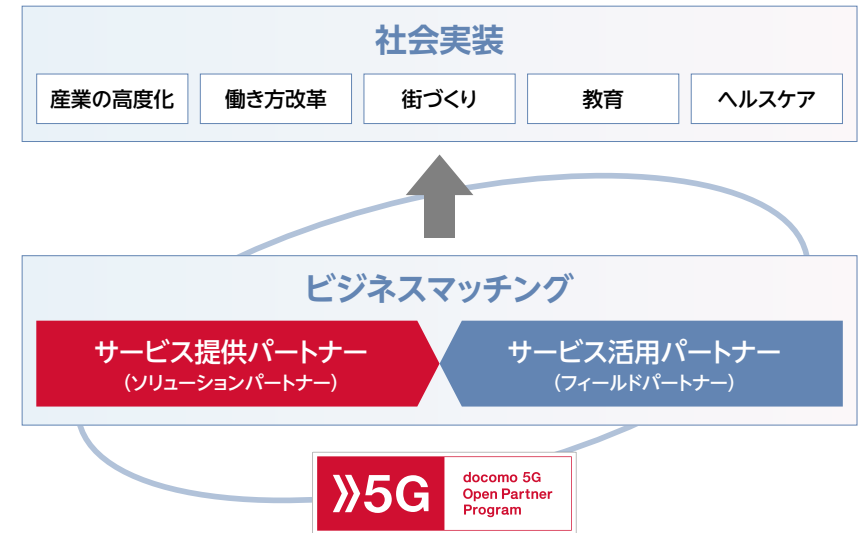 社会実装
産業の高度化
働き方改革
街づくり
教育
ヘルスケア
ビジネスマッチング
サービス提供パートナー
（ソリューションパートナー）
サービス活用パートナー
（フィールドパートナー）
5G
docomo 5G
Open Partner
Program